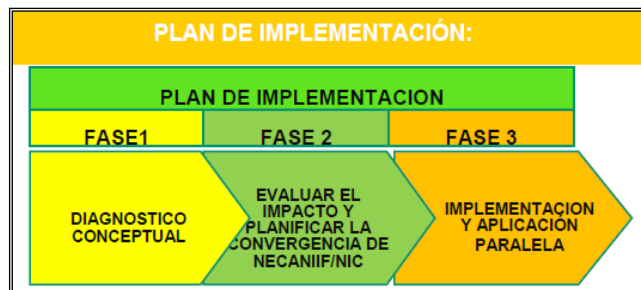 PLAN DE IMPLEMENTACIÓN:
PLAN DE IMPLEMENTACION
FASE1
FASE 2
FASE 3
DIAGNOSTICO
CONCEPTUAL
EVALUAR EL
IMPACTO Y
PLANIFICAR LA
CONVERGENCIA DE
NECANIIF/NIC
IMPLEMENTACION
Y APLICACIÓN
PARALELA